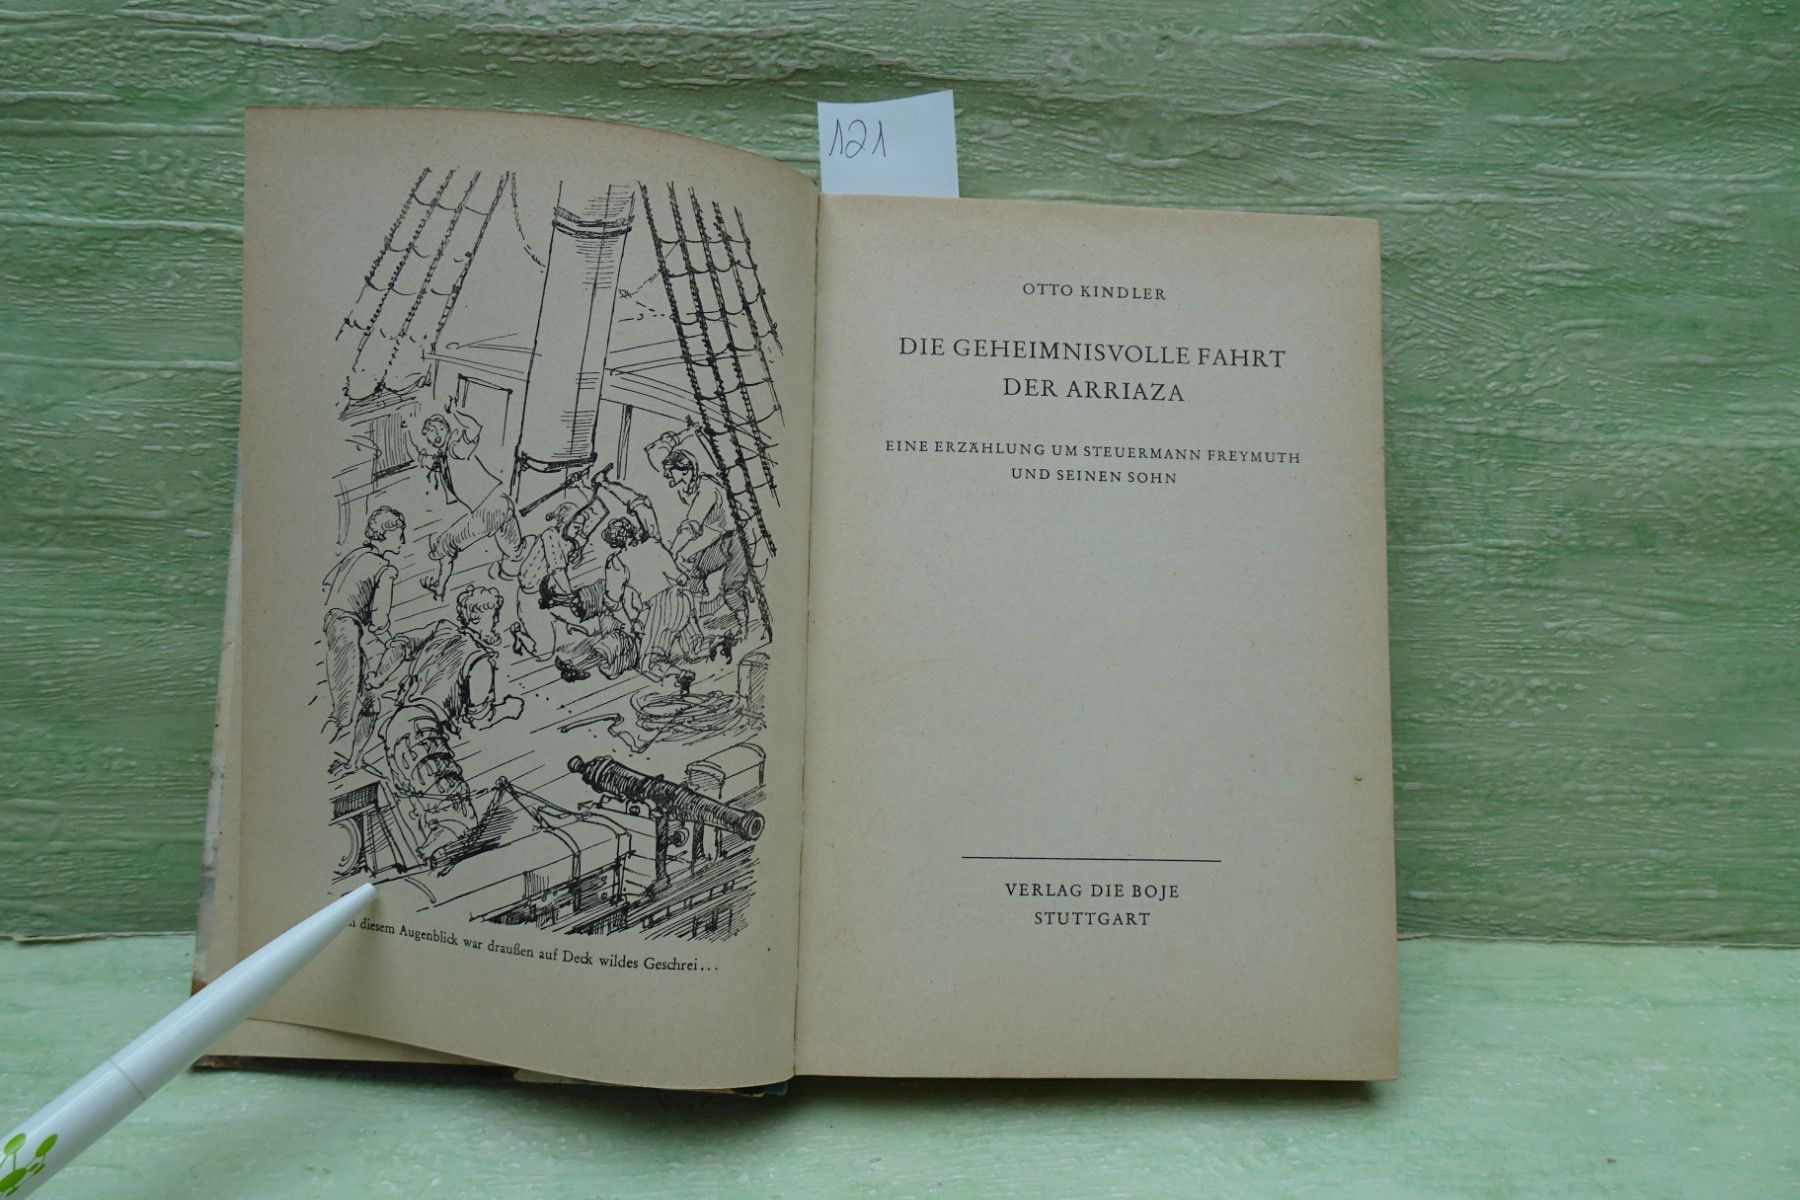 121
diesem Augenblick war draußen auf Deck wildes Geschrei...
OTTO KINDLER
DIE GEHEIMNISVOLLE FAHRT
DER ARRIAZA
EINE ERZÄHLUNG UM STEUERMANN FREYMUTH
UND SEINEN SOHN
VERLAG DIE BOJE
STUTTGART